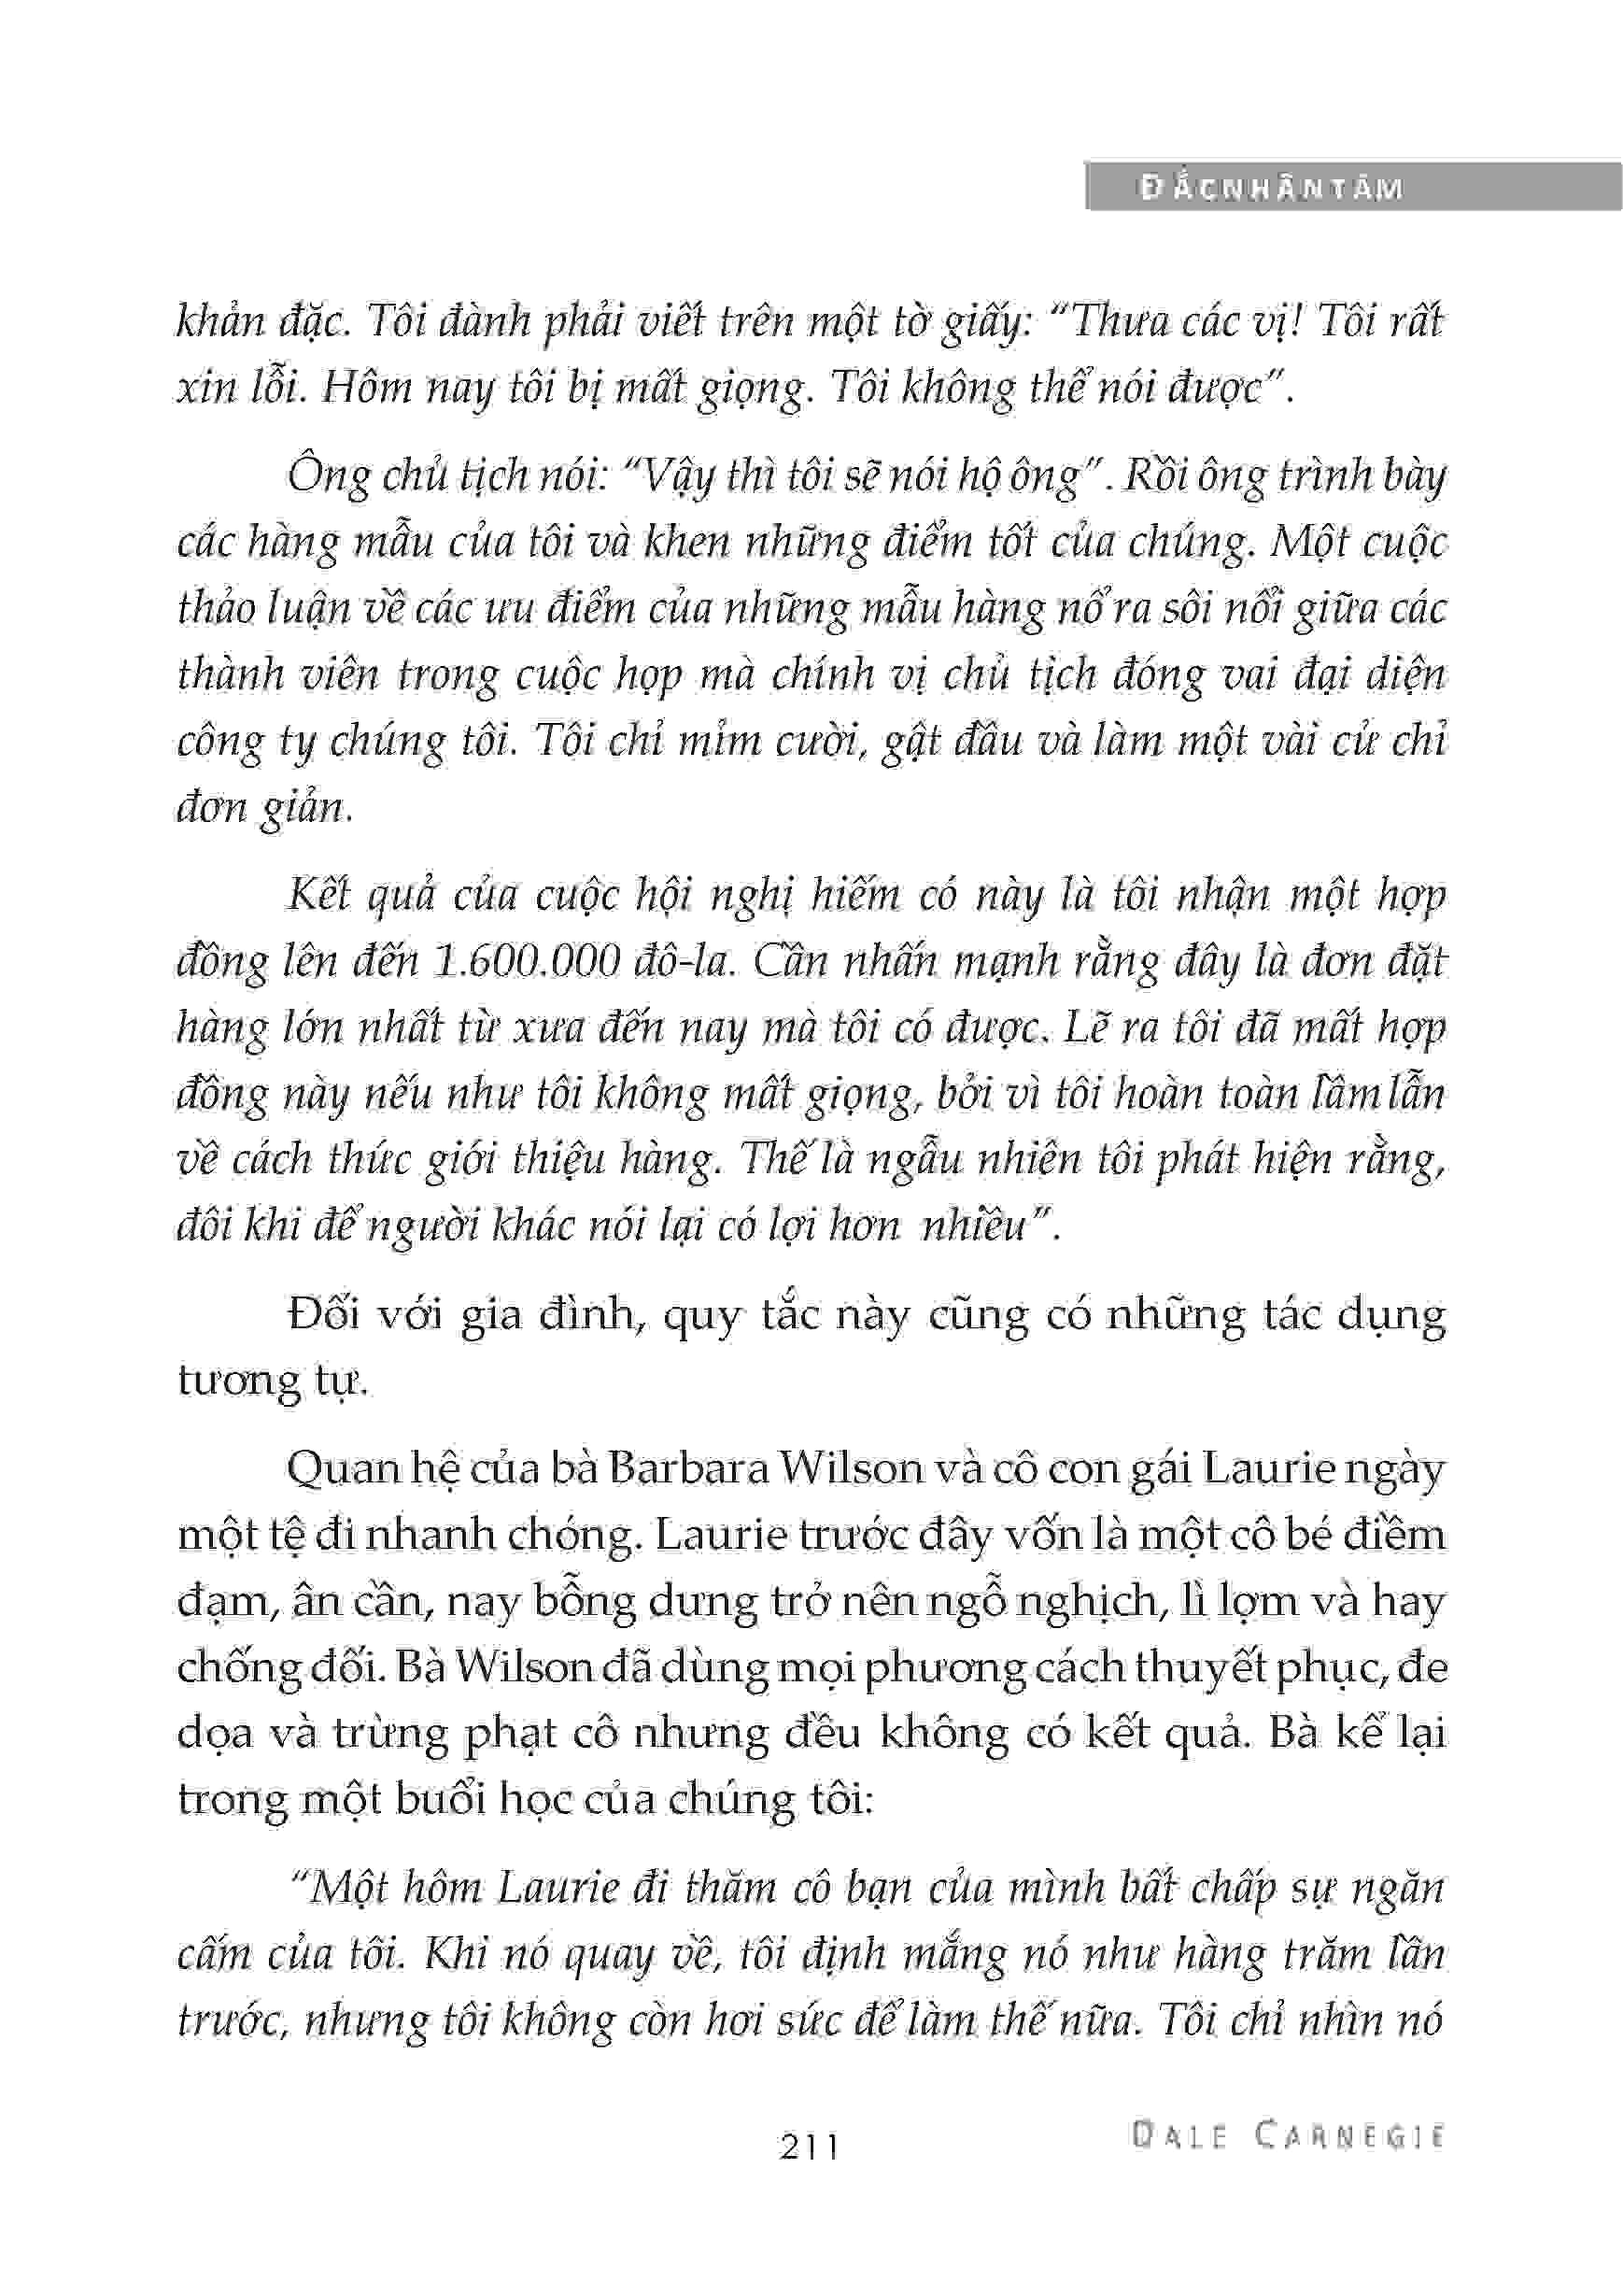 ĐẮC NHÂN TÂM
khản đặc. Tôi đành phải viết trên một tờ giấy: “Thưa các vị! Tôi rất
xin lỗi. Hôm nay tôi bị mất giọng. Tôi không thể nói được”.
Ông chủ tịch nói: “Vậy thì tôi sẽ nói hộ ông”. Rồi ông trình bày
các hàng mẫu của tôi và khen những điểm tốt của chúng. Một cuộc
thảo luận về các ưu điểm của những mẫu hàng nổ ra sôi nổi giữa các
thành viên trong cuộc họp mà chính vị chủ tịch đóng vai đại diện
công ty chúng tôi. Tôi chỉ mỉm cười, gật đầu và làm một vài cử chỉ
đơn giản.
Kết quả của cuộc hội nghị hiếm có này là tôi nhận một hợp
đồng lên đến 1.600.000 đô-la. Cần nhấn mạnh rằng đây là đơn đặt
hàng lớn nhất từ xưa đến nay mà tôi có được. Lẽ ra tôi đã mất hợp
đồng này nếu như tôi không mất giọng, bởi vì tôi hoàn toàn lầm lẫn
về cách thức giới thiệu hàng. Thế là ngẫu nhiên tôi phát hiện rằng,
đôi khi để người khác nói lại có lợi hơn nhiều”.
Đối với gia đình, quy tắc này cũng có những tác dụng
tương tự.
Quan hệ của bà Barbara Wilson và cô con gái Laurie ngày
một tệ đi nhanh chóng. Laurie trước đây vốn là một cô bé điềm
đạm, ân cần, nay bỗng dưng trở nên ngỗ nghịch, lì lợm và hay
chống đối. Bà Wilson đã dùng mọi phương cách thuyết phục, đe
dọa và trừng phạt cô nhưng đều không có kết quả. Bà kể lại
trong một buổi học của chúng tôi:
“Một hôm Laurie đi thăm cô bạn của mình bất chấp sự ngăn
cấm của tôi. Khi nó quay về, tôi định mắng nó như hàng trăm lần
trước, nhưng tôi không còn hơi sức để làm thế nữa. Tôi chỉ nhìn nó
211
DALE CARNEGIE